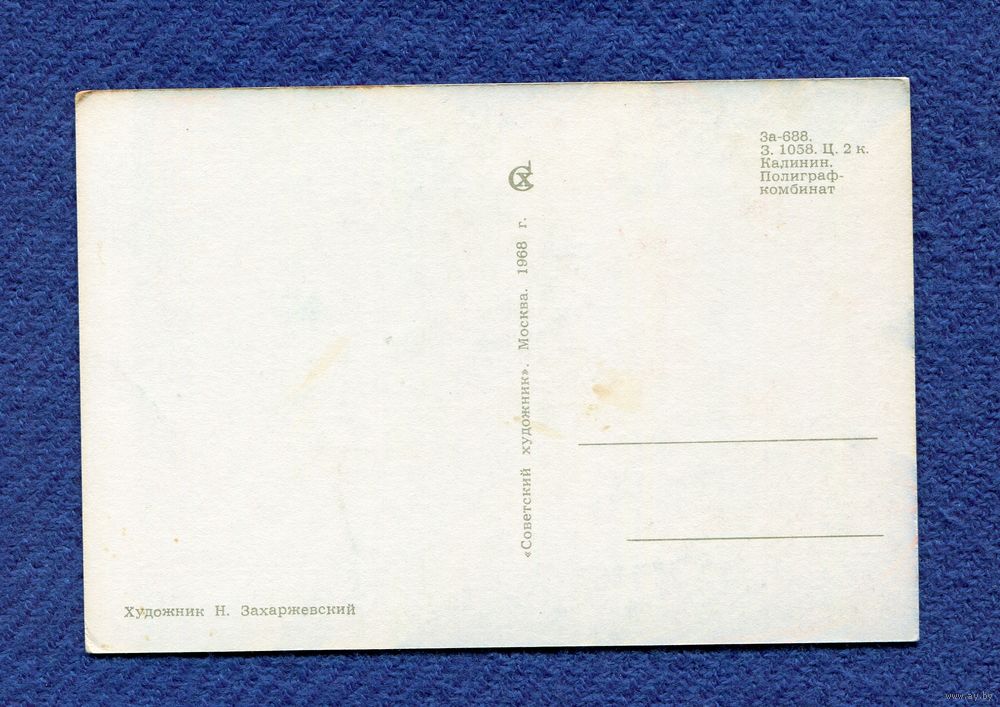 За-688.
З. 1058. Ц. 2 к.
Калинин.
Полиграф-
комбинат
СХ
«Советский художник». Москва. 1968 г.
Художник Н. Захаржевский
www.ay.by